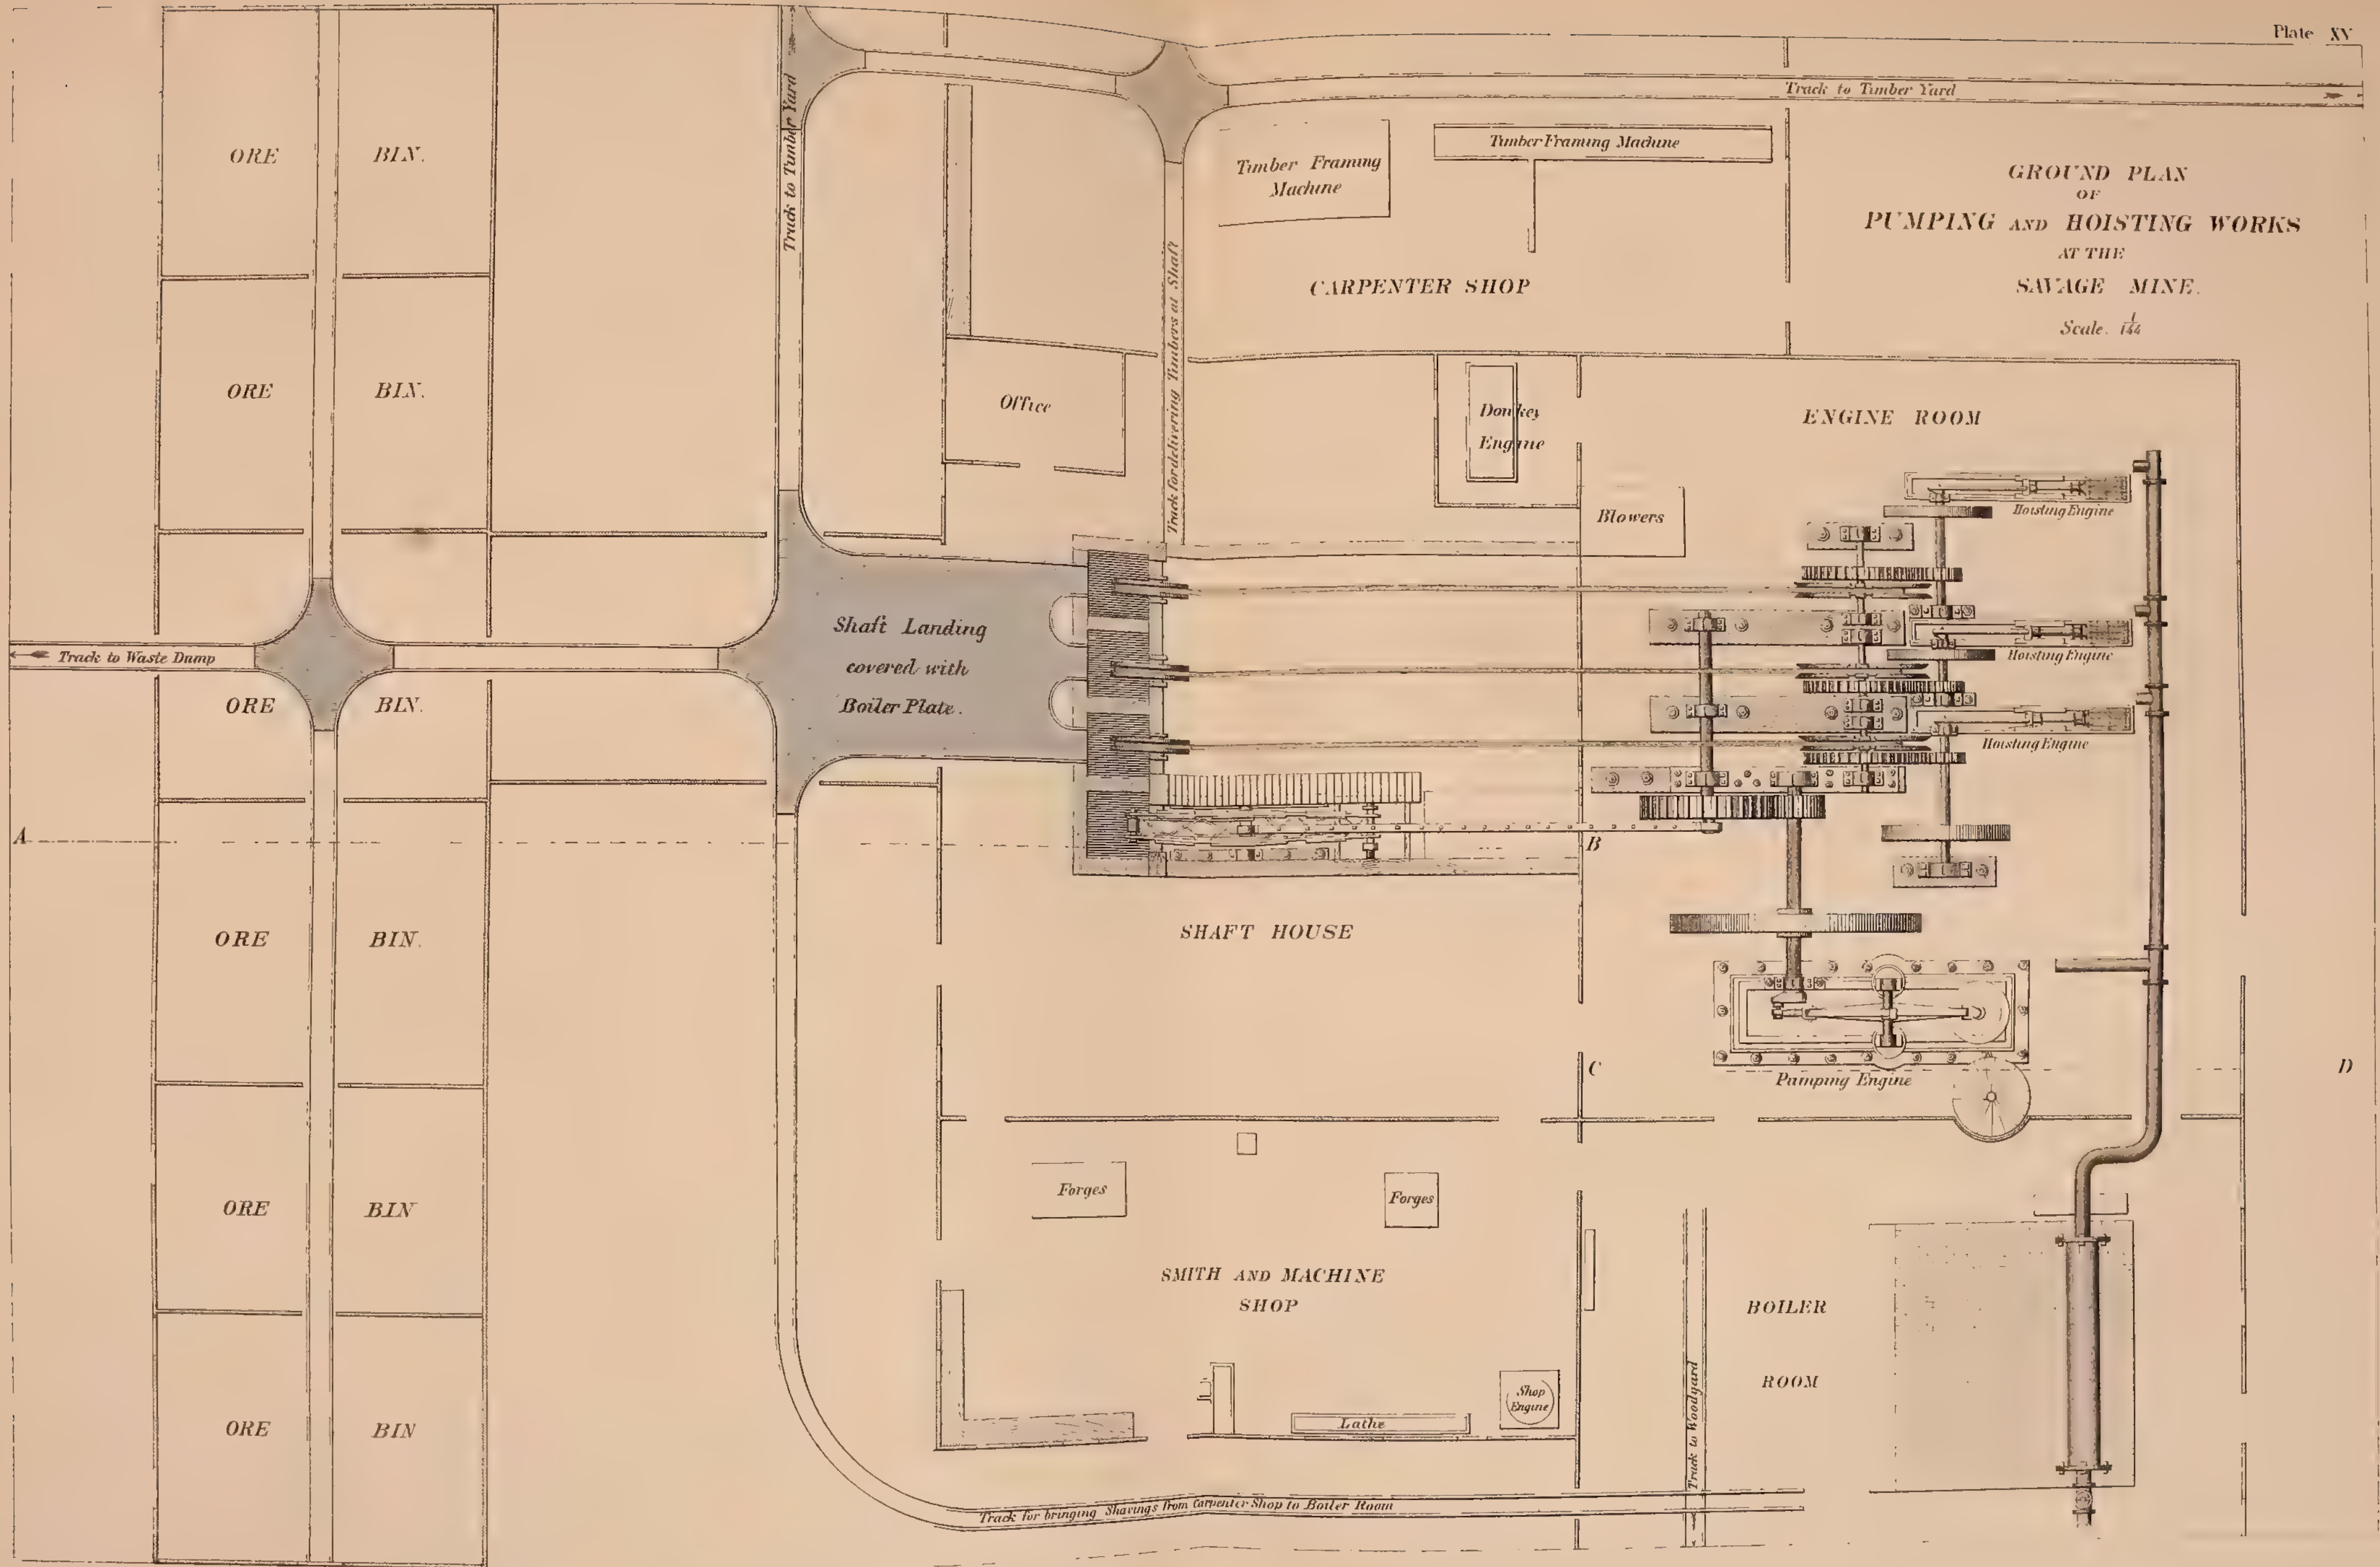 Plate XV
Track to Timber Yard
GROUND PLAN
OF
PUMPING AND HOISTING WORKS
AT THE
SAVAGE MINE.
Scale. 1/144
ORE BIN.
Track to Timber Yard
Timber Framing
Machine
Timber Framing Machine
CARPENTER SHOP
Track for delivering Timbers at Shaft
ORE BIN.
Office
Donkey
Engine
ENGINE ROOM
Blowers
Hoisting Engine
Hoisting Engine
Hoisting Engine
Shaft Landing
covered with
Boiler Plate.
Track to Waste Dump
ORE BIN.
A
B
ORE BIN.
SHAFT HOUSE
C
D
Pumping Engine
ORE BIN
Forges
Forges
SMITH AND MACHINE
SHOP
BOILER
ROOM
Shop
Engine
Lathe
Track to Woodyard
ORE BIN
Track for bringing Shavings from Carpenter Shop to Boiler Room